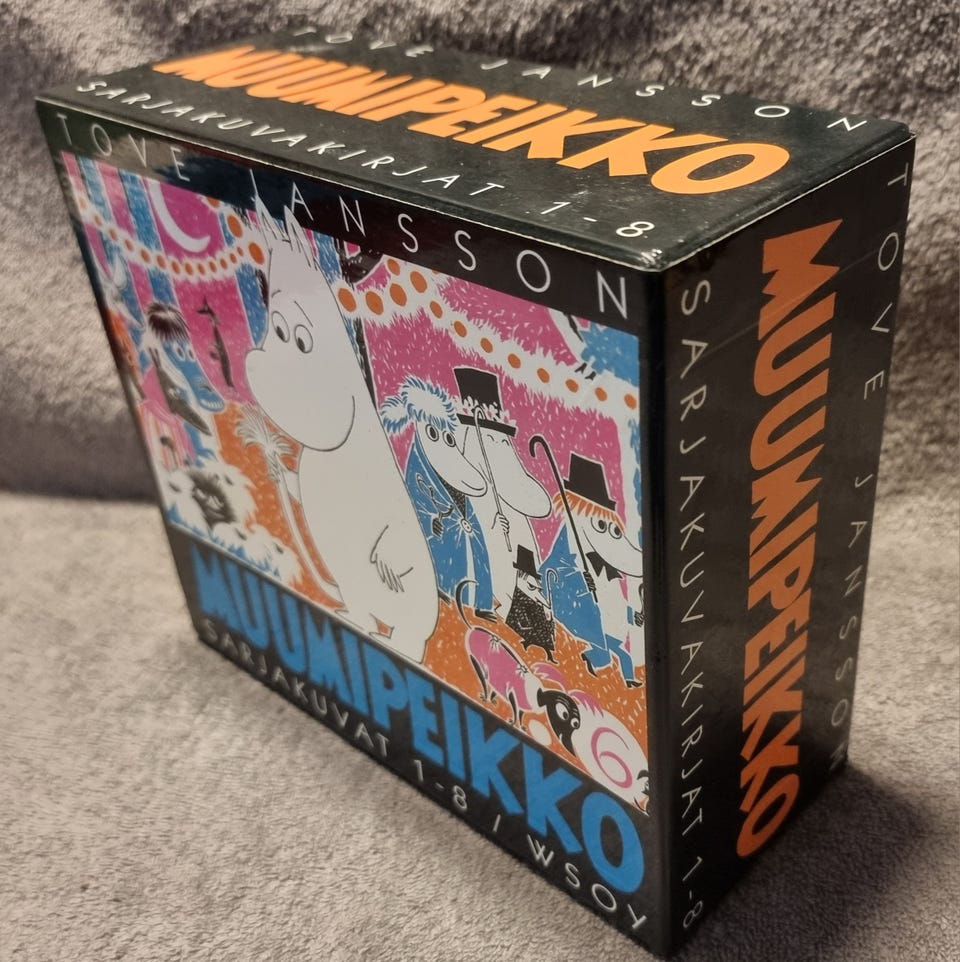 TOVE JANSSON
MUUMIPEIKKO
SARJAKUVAKIRJAT 1-8
TOVE JANSSON
6
MUUMIPEIKKO
SARJAKUVAT 1-8 / WSOY
TOVE JANSSON
MUUMIPEIKKO
SARJAKUVAKIRJAT 1-8